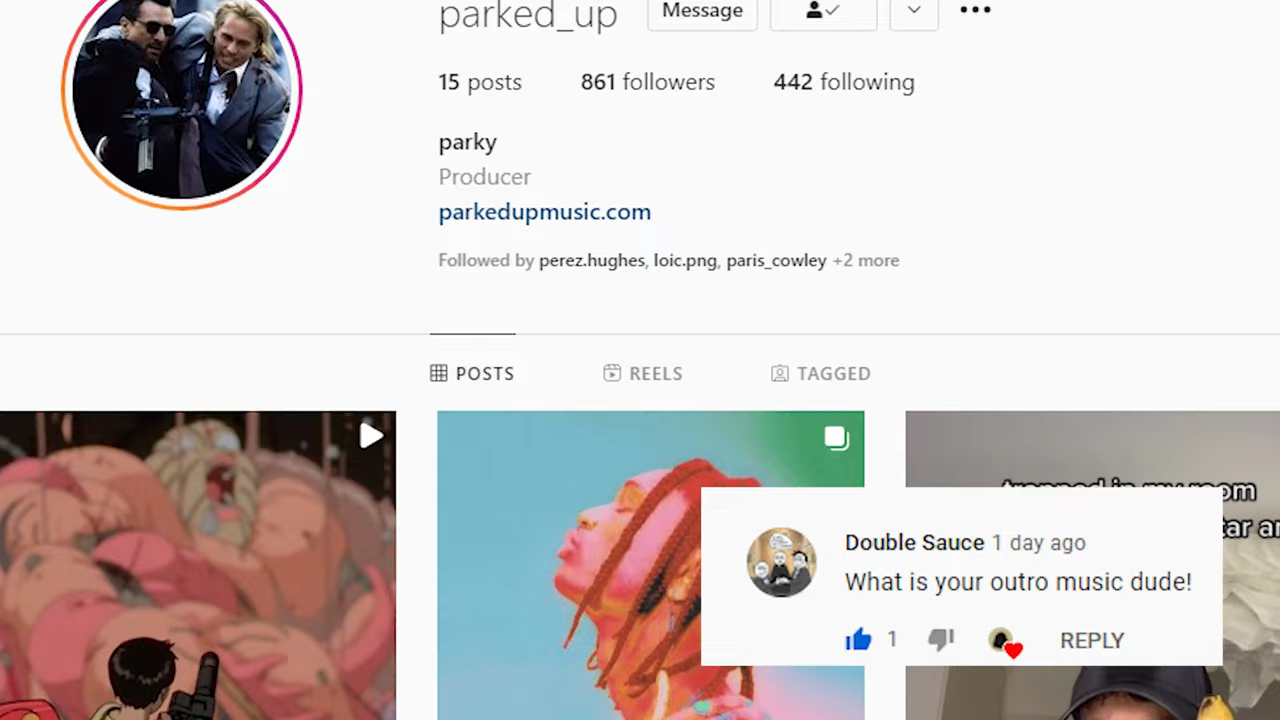 parked_up
Message
15 posts
861 followers
442 following
parky
Producer
parkedupmusic.com
Followed by perez.hughes, loic.png, paris_cowley +2 more
POSTS
REELS
TAGGED
trapped in my room
Double Sauce 1 day ago
What is your outro music dude!
1
REPLY